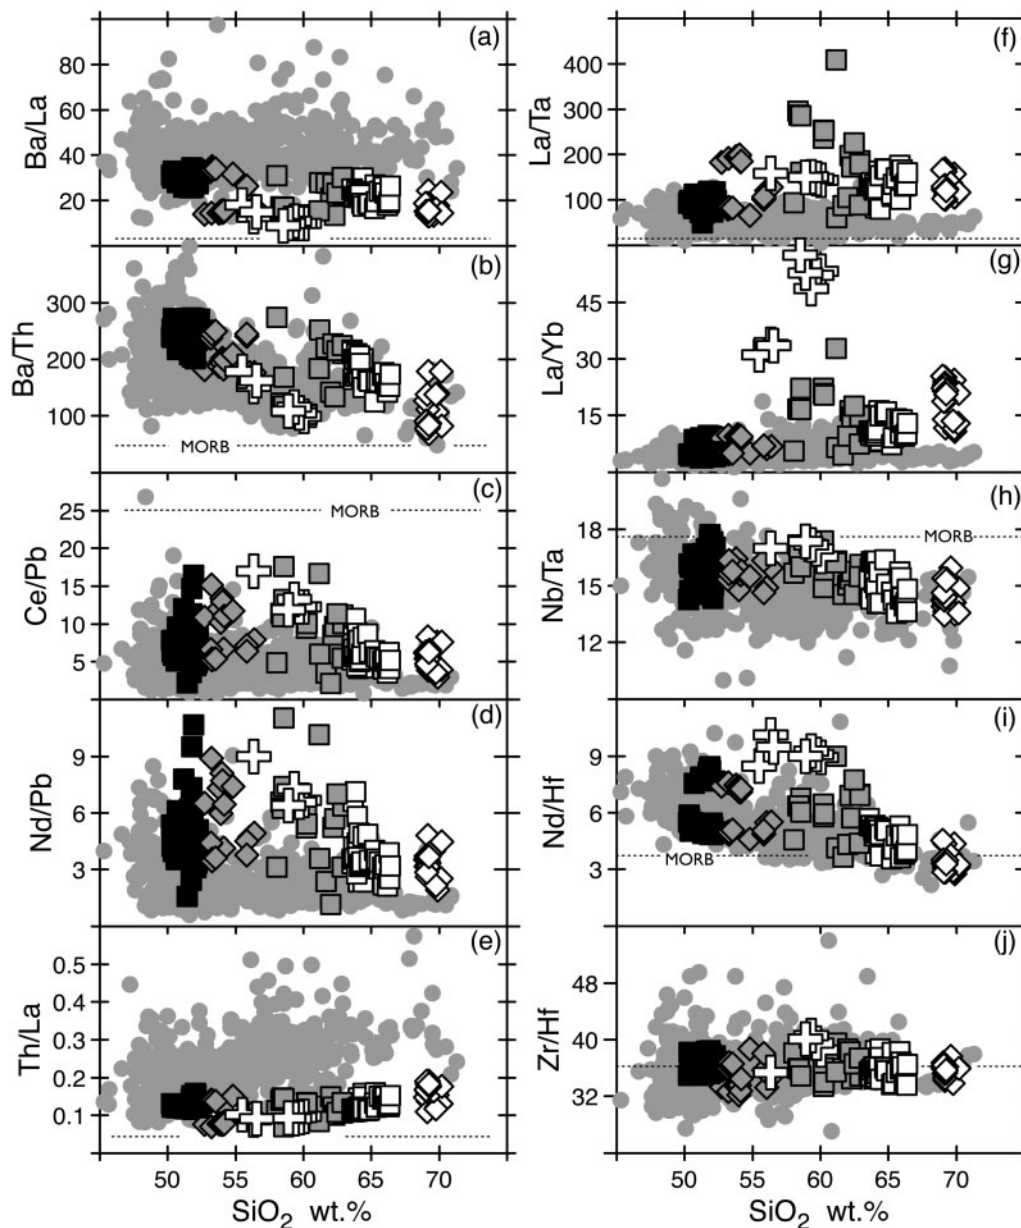 (a)
80
60
40
20
Ba/La
(b)
300
200
100
Ba/Th
MORB
(c)
25
20
15
10
5
Ce/Pb
MORB
(d)
9
6
3
Nd/Pb
(e)
0.5
0.4
0.3
0.2
0.1
Th/La
50 55 60 65 70
SiO2 wt.%
(f)
400
300
200
100
La/Ta
(g)
45
30
15
La/Yb
(h)
18
15
12
Nb/Ta
MORB
(i)
9
6
3
Nd/Hf
MORB
(j)
48
40
32
Zr/Hf
50 55 60 65 70
SiO2 wt.%